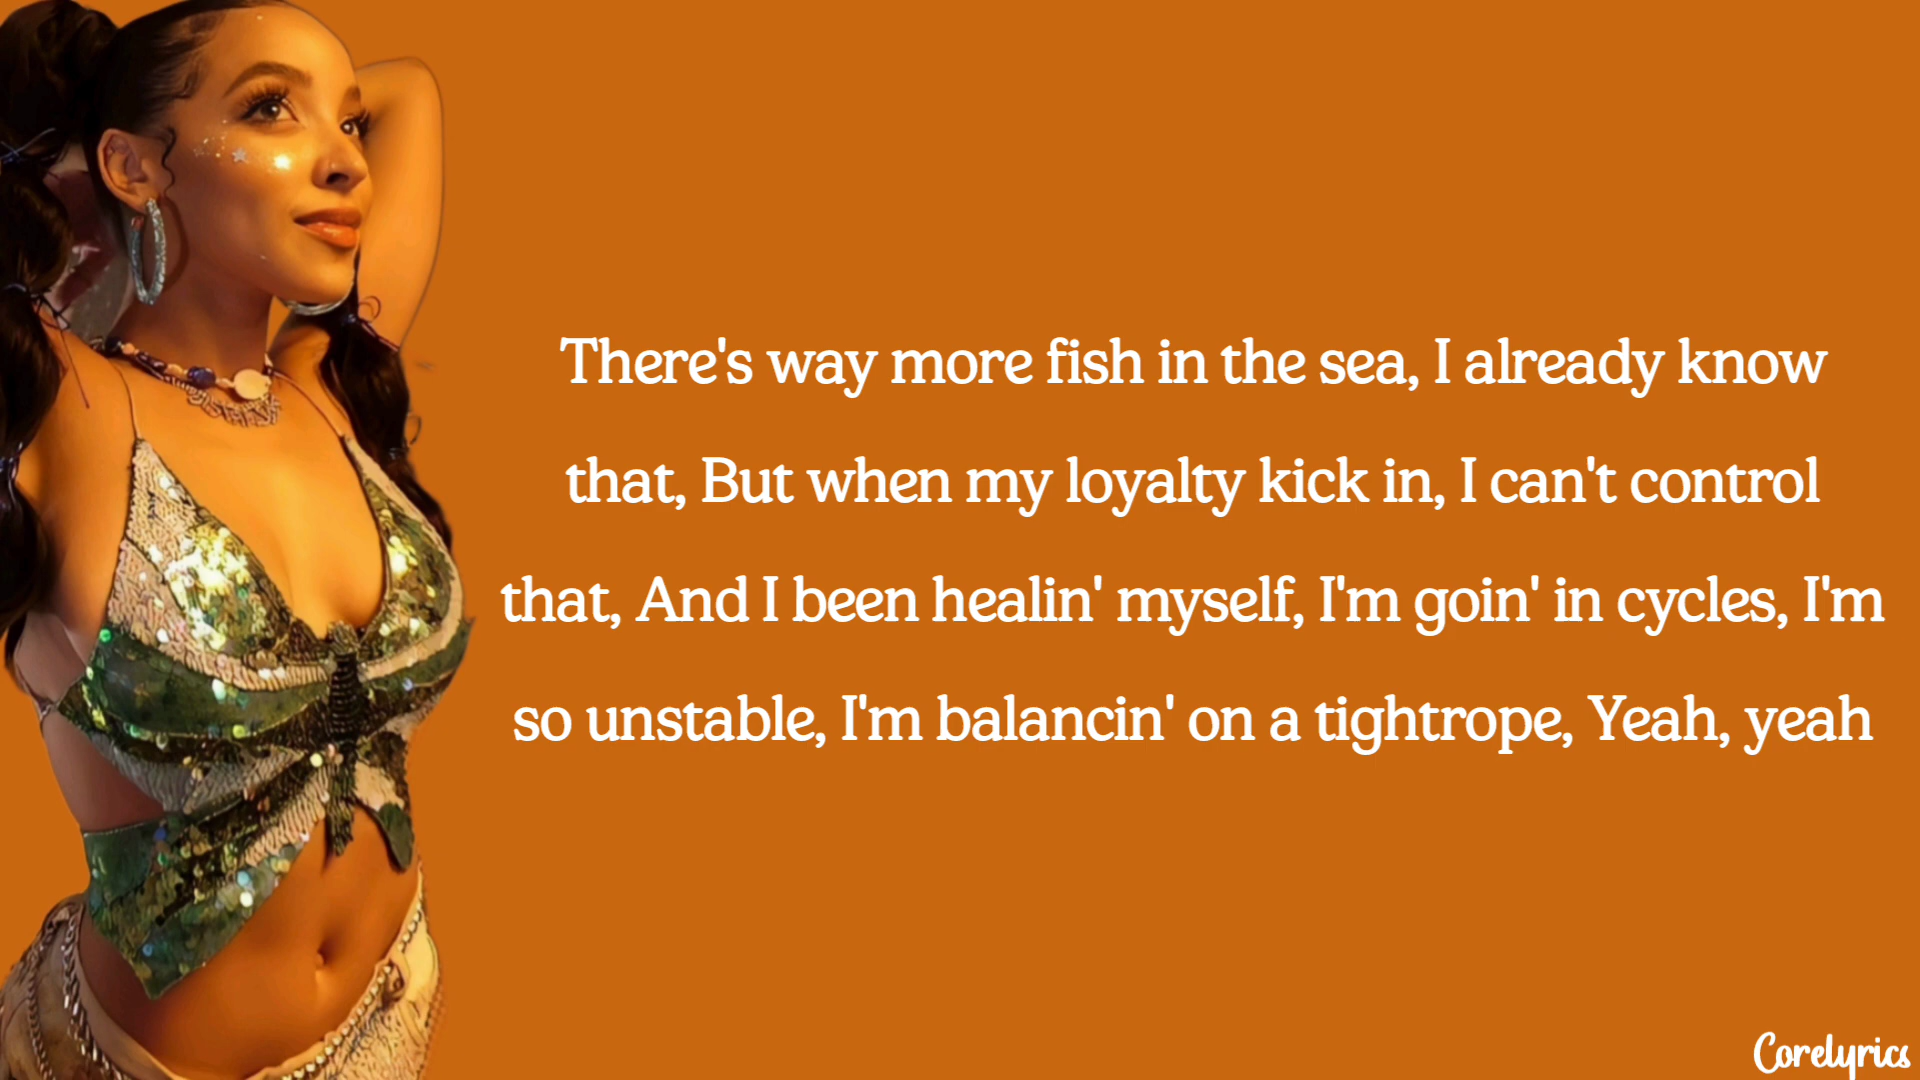 There's way more fish in the sea, I already know
that, But when my loyalty kick in, I can't control
that, And I been healin' myself, I'm goin' in cycles, I'm
so unstable, I'm balancin' on a tightrope, Yeah, yeah
Corelyrics